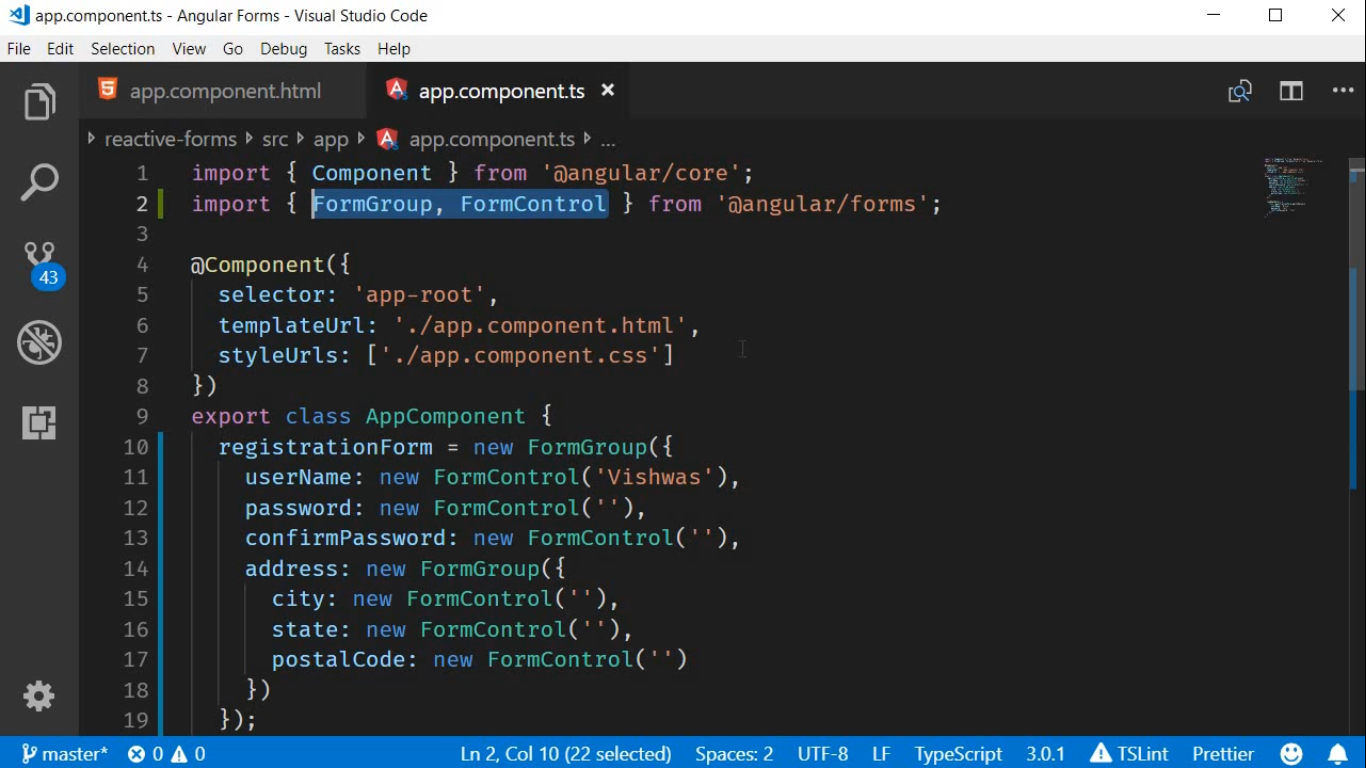 app.component.ts - Angular Forms - Visual Studio Code
File Edit Selection View Go Debug Tasks Help
app.component.html app.component.ts
reactive-forms src app app.component.ts ...
1 import { Component } from '@angular/core';
2 import { FormGroup, FormControl } from '@angular/forms';
3
4 @Component({
5 selector: 'app-root',
6 templateUrl: './app.component.html',
7 styleUrls: ['./app.component.css']
8 })
9 export class AppComponent {
10 registrationForm = new FormGroup({
11 userName: new FormControl('Vishwas'),
12 password: new FormControl(''),
13 confirmPassword: new FormControl(''),
14 address: new FormGroup({
15 city: new FormControl(''),
16 state: new FormControl(''),
17 postalCode: new FormControl('')
18 })
19 });
43
master* 0 0 Ln 2, Col 10 (22 selected) Spaces: 2 UTF-8 LF TypeScript 3.0.1 TSLint Prettier